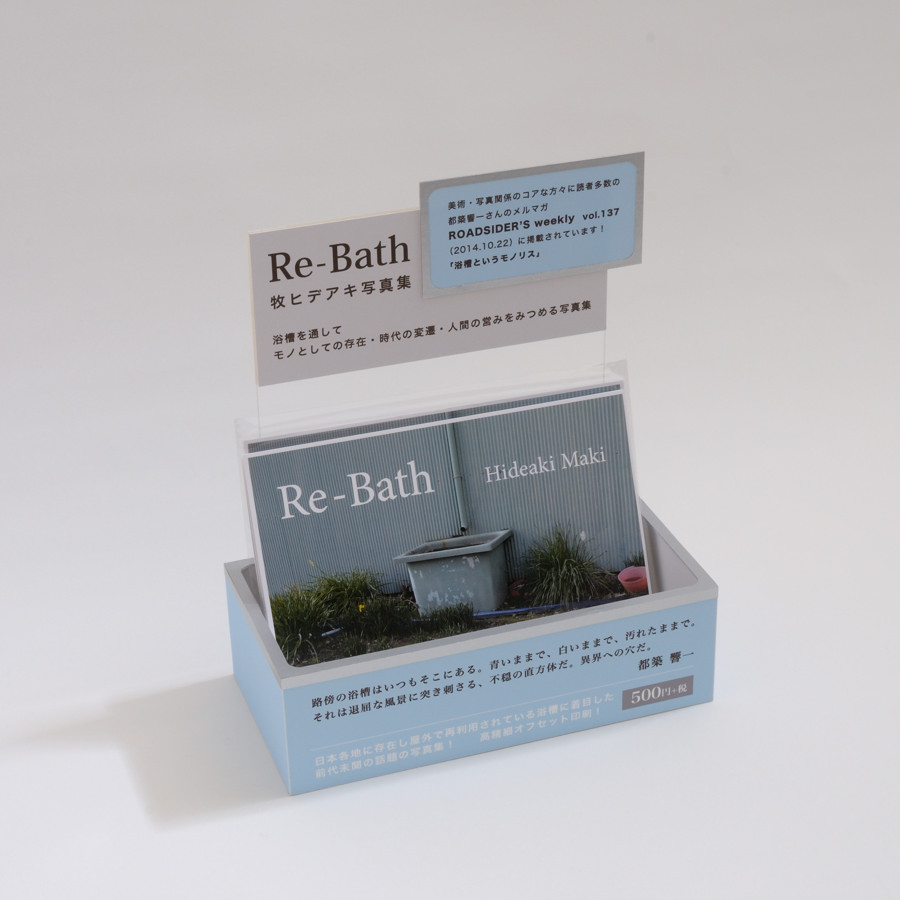 美術・写真関係のコアな方々に読者多数の
都築響一さんのメルマガ
ROADSIDER'S weekly vol.137
（2014.10.22）に掲載されています！
「浴槽というモノリス」
Re-Bath
牧ヒデアキ写真集
浴槽を通して
モノとしての存在・時代の変遷・人間の営みをみつめる写真集
Re-Bath
Hideaki Maki
路傍の浴槽はいつもそこにある。青いままで、白いままで、汚れたままで。
それは退屈な風景に突き刺さる、不穏の直方体だ。異界への穴だ。
都築 響一
500円+税
日本各地に存在し屋外で再利用されている浴槽に着目した
前代未聞の話題の写真集！ 高精細オフセット印刷！